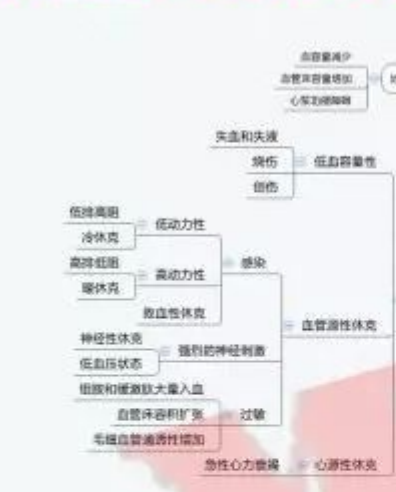 血容量减少
血管床容量增加
心泵功能障碍
失血和失液
烧伤
低血容量性
创伤
低排高阻
低动力性
冷休克
高排低阻
感染
高动力性
暖休克
败血性休克
血管源性休克
神经性休克
强烈的神经刺激
低血压状态
组胺和缓激肽大量入血
血管床容积扩张
过敏
毛细血管通透性增加
急性心力衰竭
心源性休克